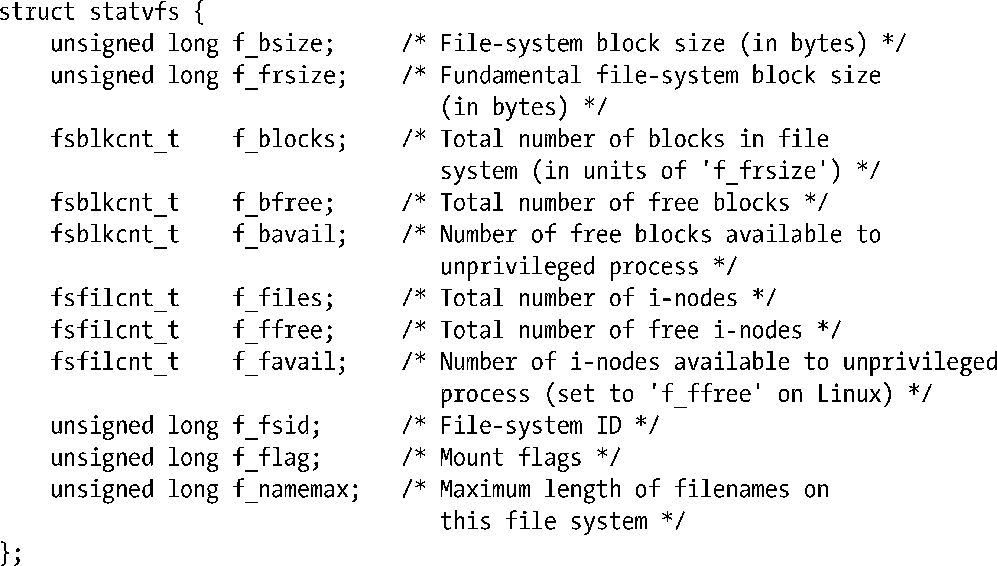 struct statvfs {
    unsigned long f_bsize;     /* File-system block size (in bytes) */
    unsigned long f_frsize;    /* Fundamental file-system block size
                                  (in bytes) */
    fsblkcnt_t    f_blocks;    /* Total number of blocks in file
                                  system (in units of 'f_frsize') */
    fsblkcnt_t    f_bfree;     /* Total number of free blocks */
    fsblkcnt_t    f_bavail;    /* Number of free blocks available to
                                  unprivileged process */
    fsfilcnt_t    f_files;     /* Total number of i-nodes */
    fsfilcnt_t    f_ffree;     /* Total number of free i-nodes */
    fsfilcnt_t    f_favail;    /* Number of i-nodes available to unprivileged
                                  process (set to 'f_ffree' on Linux) */
    unsigned long f_fsid;      /* File-system ID */
    unsigned long f_flag;      /* Mount flags */
    unsigned long f_namemax;   /* Maximum length of filenames on
                                  this file system */
};